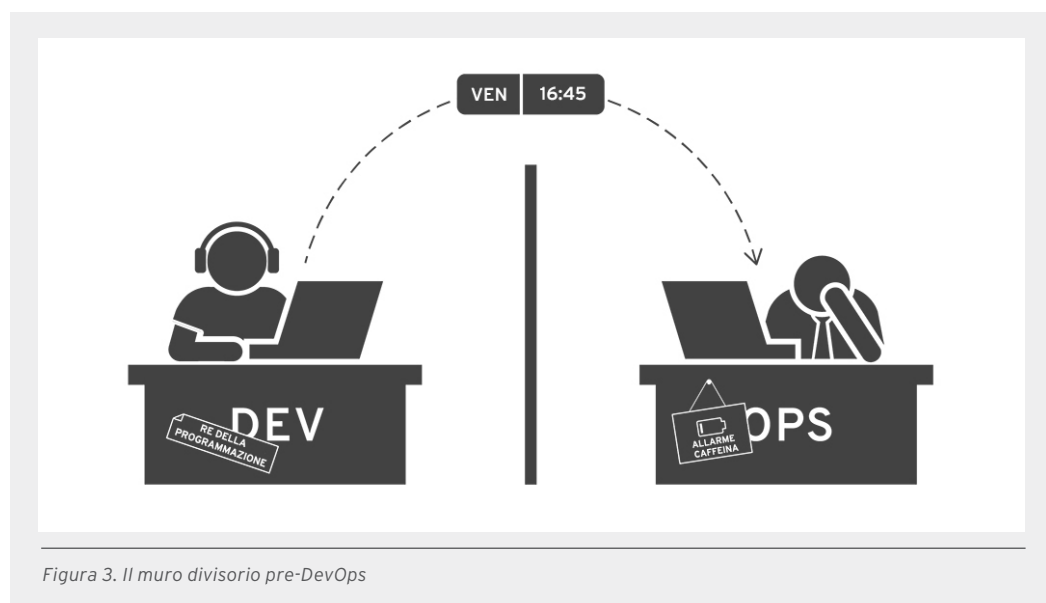 VEN 16:45
DEV
RE DELLA
PROGRAMMAZIONE
OPS
ALLARME
CAFFEINA
Figura 3. Il muro divisorio pre-DevOps